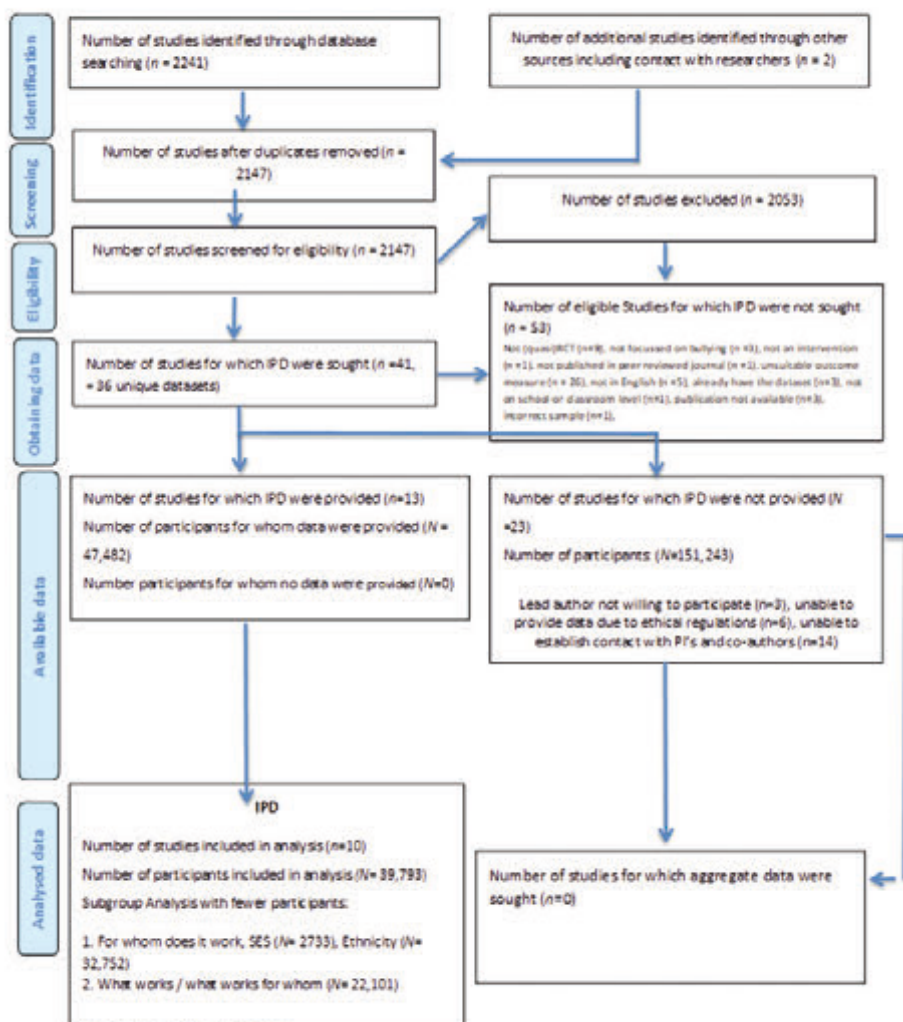 Identification
Number of studies identified through database
searching (n = 2241)
Number of additional studies identified through other
sources including contact with researchers (n = 2)
Screening
Number of studies after duplicates removed (n =
2147)
Number of studies excluded (n = 2053)
Eligibility
Number of studies screened for eligibility (n = 2147)
Number of eligible Studies for which IPD were not sought
(n = 53)
Not (quasi)RCT (n=9), not focussed on bullying (n =3), not an intervention
(n =1), not published in peer reviewed journal (n =1), unsuitable outcome
measure (n = 26), not in English (n =5), already have the dataset (n=3), not
on school or classroom level (n=1), publication not available (n=3),
incorrect sample (n=1),
Obtaining data
Number of studies for which IPD were sought (n =41,
= 36 unique datasets)
Available data
Number of studies for which IPD were provided (n=13)
Number of participants for whom data were provided (N =
47,482)
Number participants for whom no data were provided (N=0)
Number of studies for which IPD were not provided (N
=23)
Number of participants: (N=151,243)
Lead author not willing to participate (n=3), unable to
provide data due to ethical regulations (n=6), unable to
establish contact with PI's and co-authors (n=14)
Analysed data
IPD
Number of studies included in analysis (n=10)
Number of participants included in analysis (N= 39,793)
Subgroup Analysis with fewer participants:
1. For whom does it work, SES (N= 2733), Ethnicity (N=
32,752)
2. What works / what works for whom (N= 22,101)
Number of studies for which aggregate data were
sought (n=0)